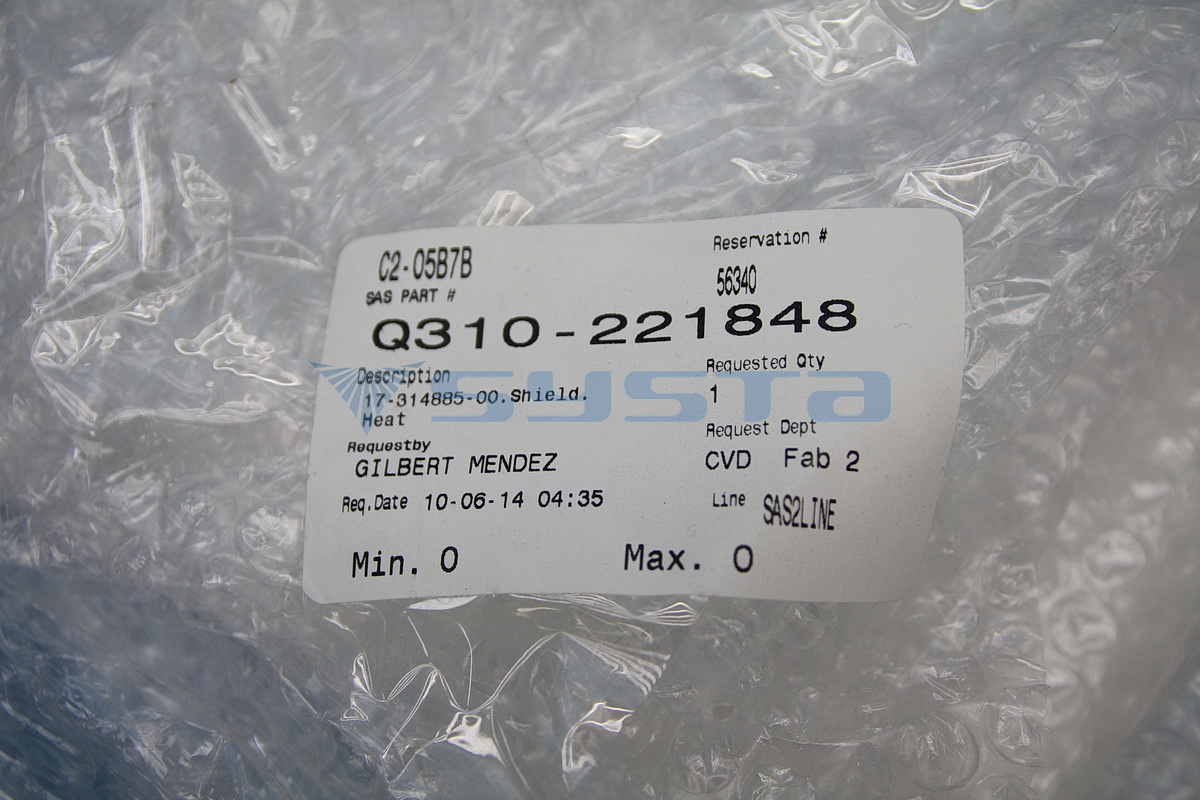 C2-05B7B
SAS PART #
Q310-221848
Reservation #
56340
Description
17-314885-00.Shield.
Heat
Requested Qty
1
Requestby
GILBERT MENDEZ
Request Dept
CVD Fab 2
Req.Date 10-06-14 04:35
Line SAS2LINE
Min. 0
Max. 0
systa